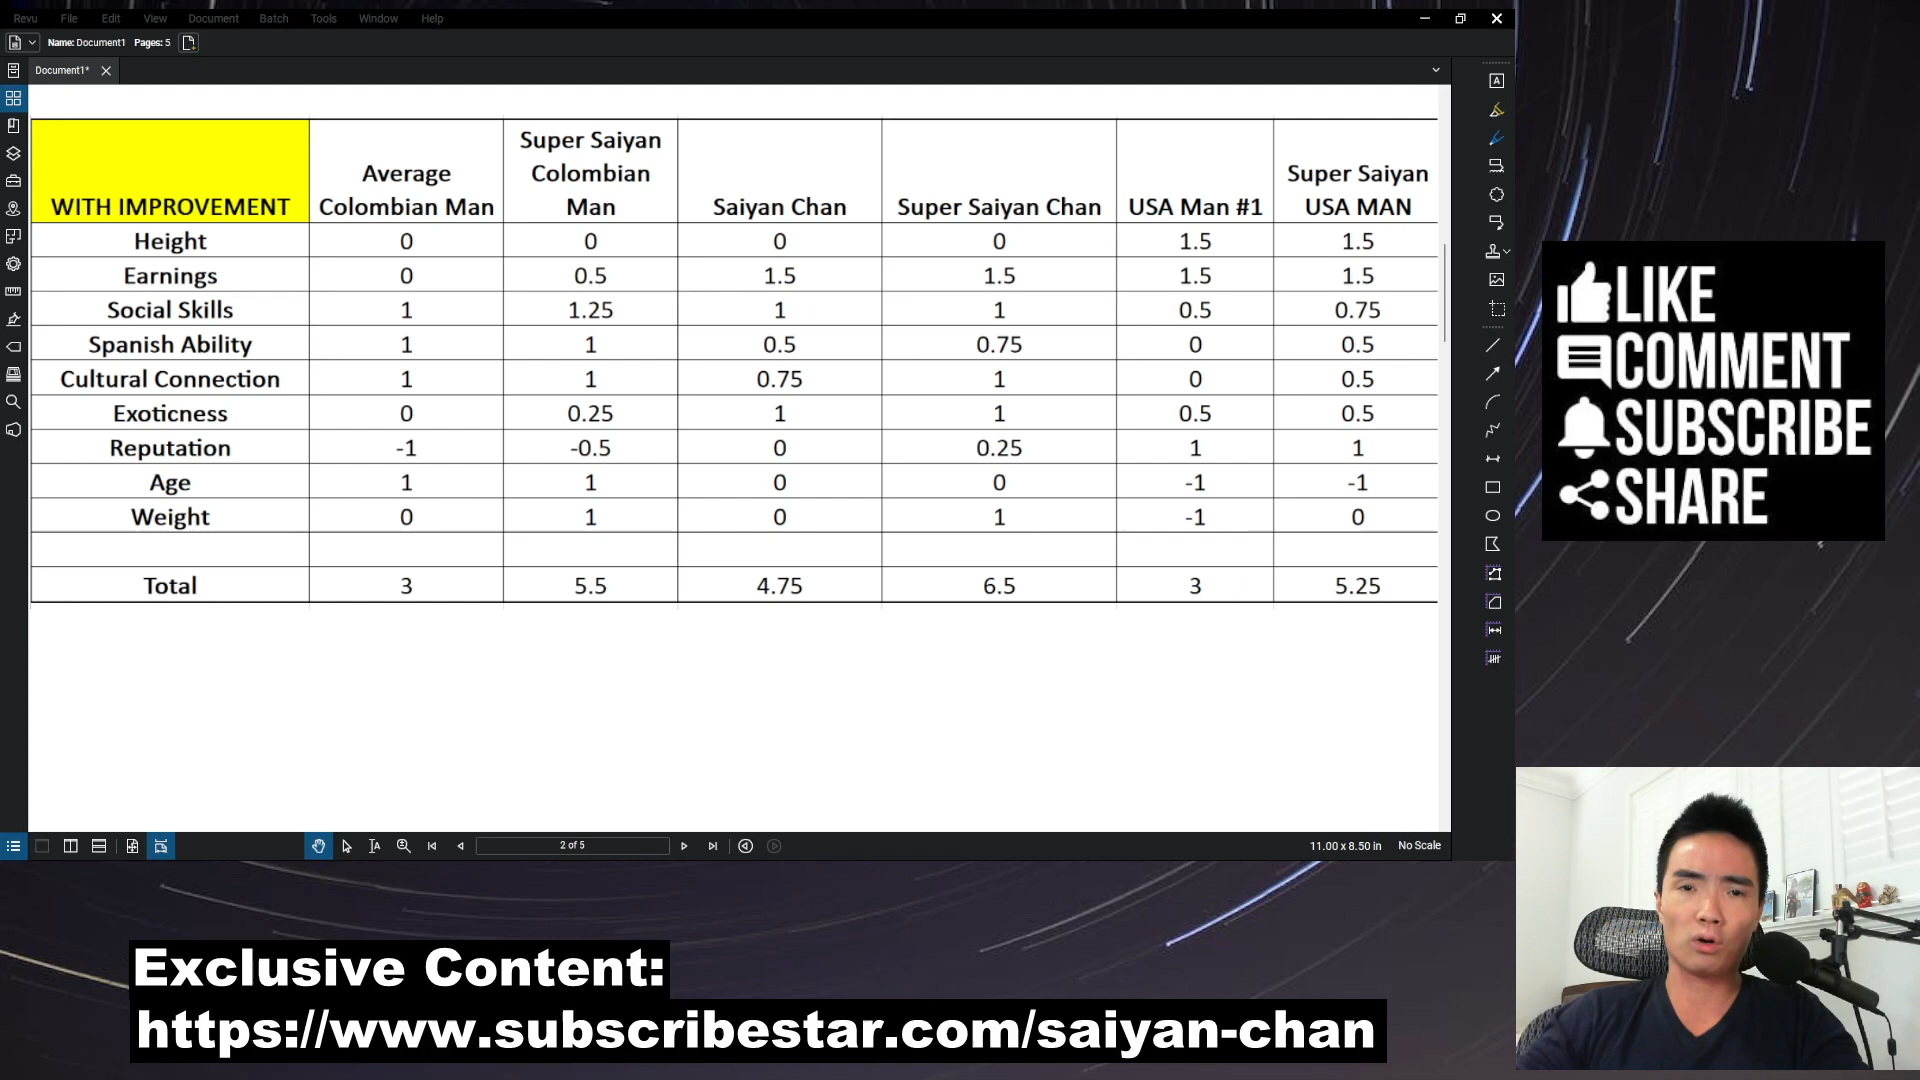 Revu File Edit View Document Batch Tools Window Help
Name: Document1 Pages: 5
Document1*
WITH IMPROVEMENT Average Colombian Man Super Saiyan Colombian Man Saiyan Chan Super Saiyan Chan USA Man #1 Super Saiyan USA MAN
Height 0 0 0 0 1.5 1.5
Earnings 0 0.5 1.5 1.5 1.5 1.5
Social Skills 1 1.25 1 1 0.5 0.75
Spanish Ability 1 1 0.5 0.75 0 0.5
Cultural Connection 1 1 0.75 1 0 0.5
Exoticness 0 0.25 1 1 0.5 0.5
Reputation -1 -0.5 0 0.25 1 1
Age 1 1 0 0 -1 -1
Weight 0 1 0 1 -1 0
Total 3 5.5 4.75 6.5 3 5.25
2 of 5
11.00 x 8.50 in No Scale
LIKE
COMMENT
SUBSCRIBE
SHARE
Exclusive Content:
https://www.subscribestar.com/saiyan-chan